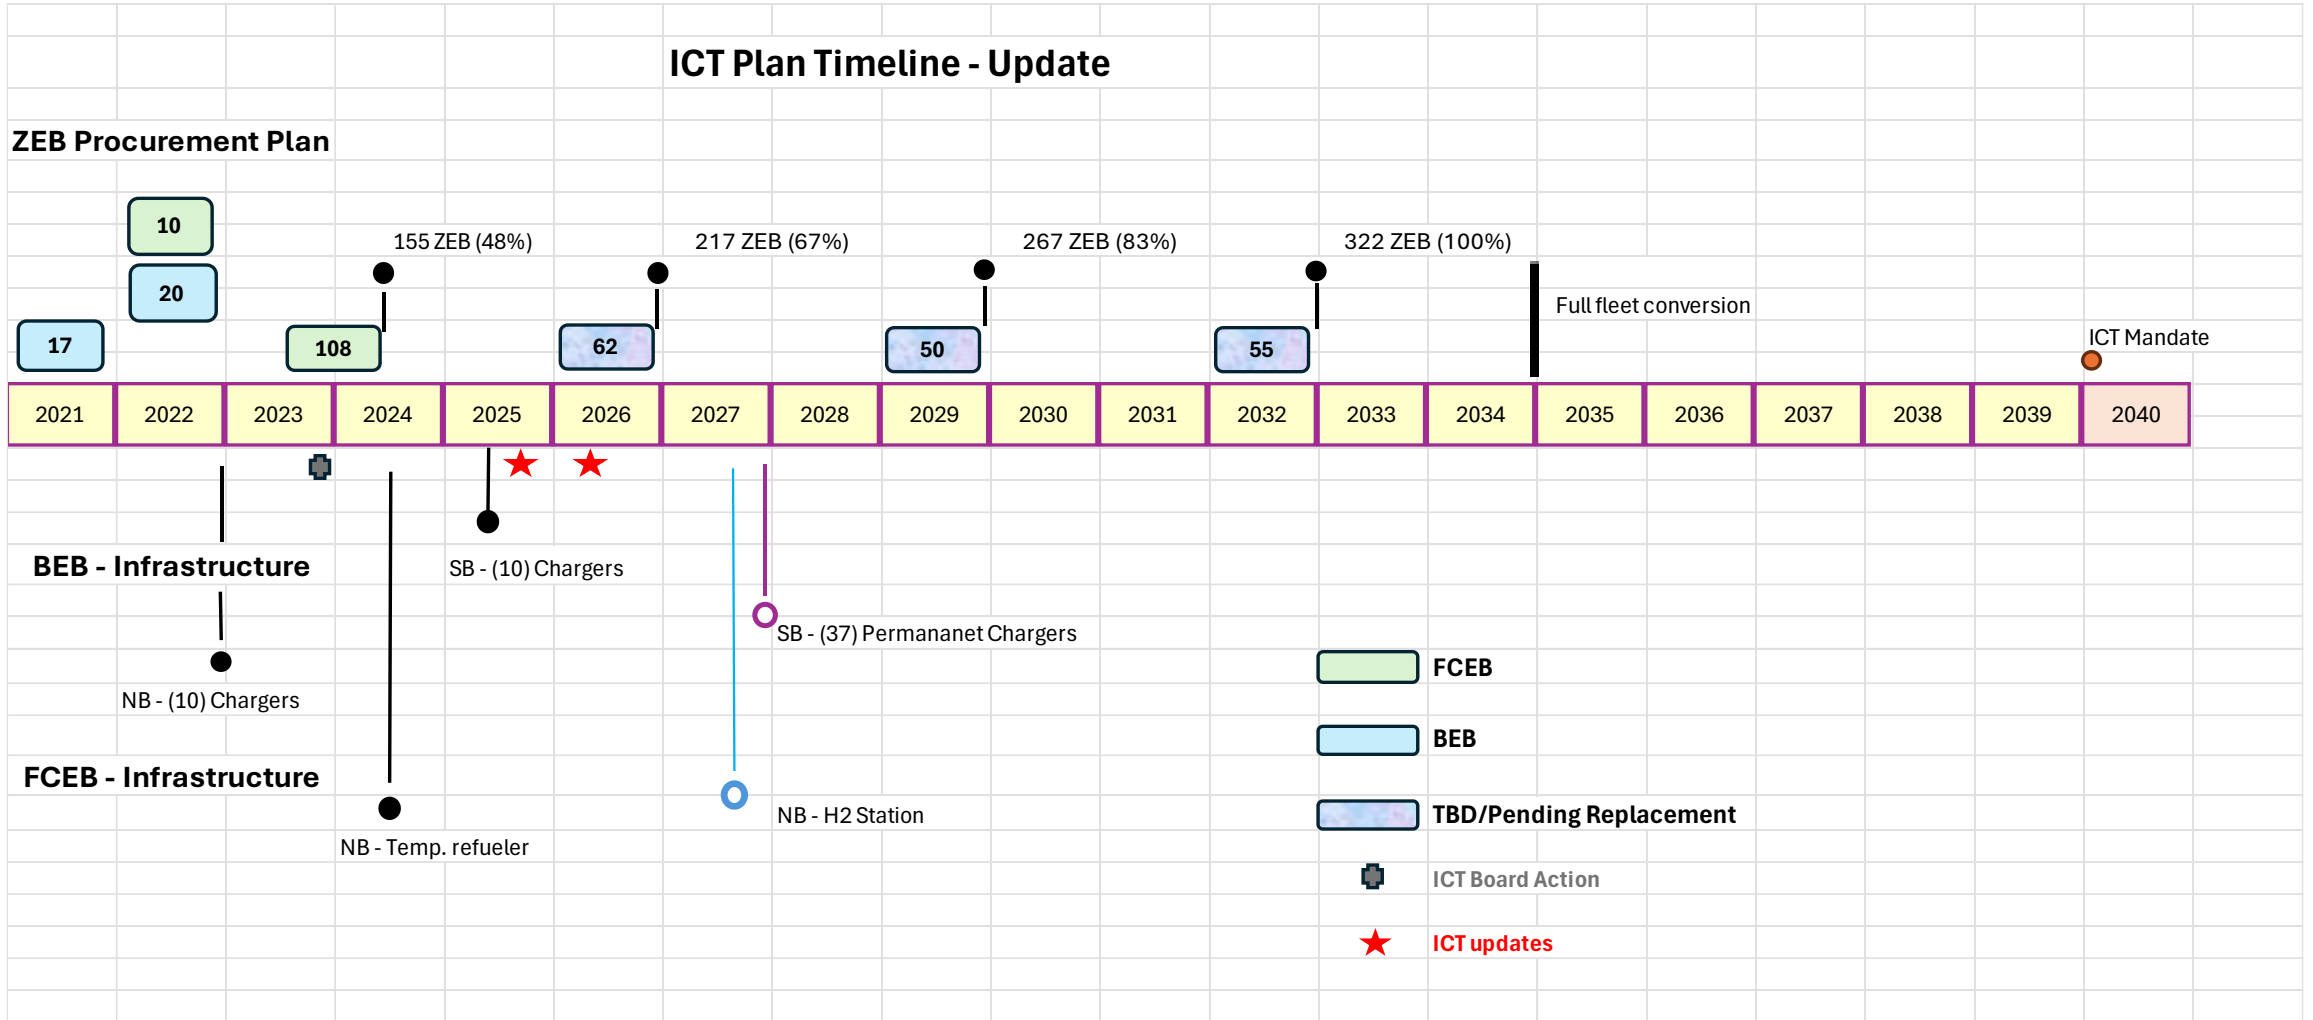 ICT Plan Timeline - Update
ZEB Procurement Plan
10
155 ZEB (48%)
217 ZEB (67%)
267 ZEB (83%)
322 ZEB (100%)
20
Full fleet conversion
17
108
62
50
55
ICT Mandate
2021
2022
2023
2024
2025
2026
2027
2028
2029
2030
2031
2032
2033
2034
2035
2036
2037
2038
2039
2040
BEB - Infrastructure
SB - (10) Chargers
SB - (37) Permananet Chargers
NB - (10) Chargers
FCEB - Infrastructure
NB - H2 Station
NB - Temp. refueler
FCEB
BEB
TBD/Pending Replacement
ICT Board Action
ICT updates